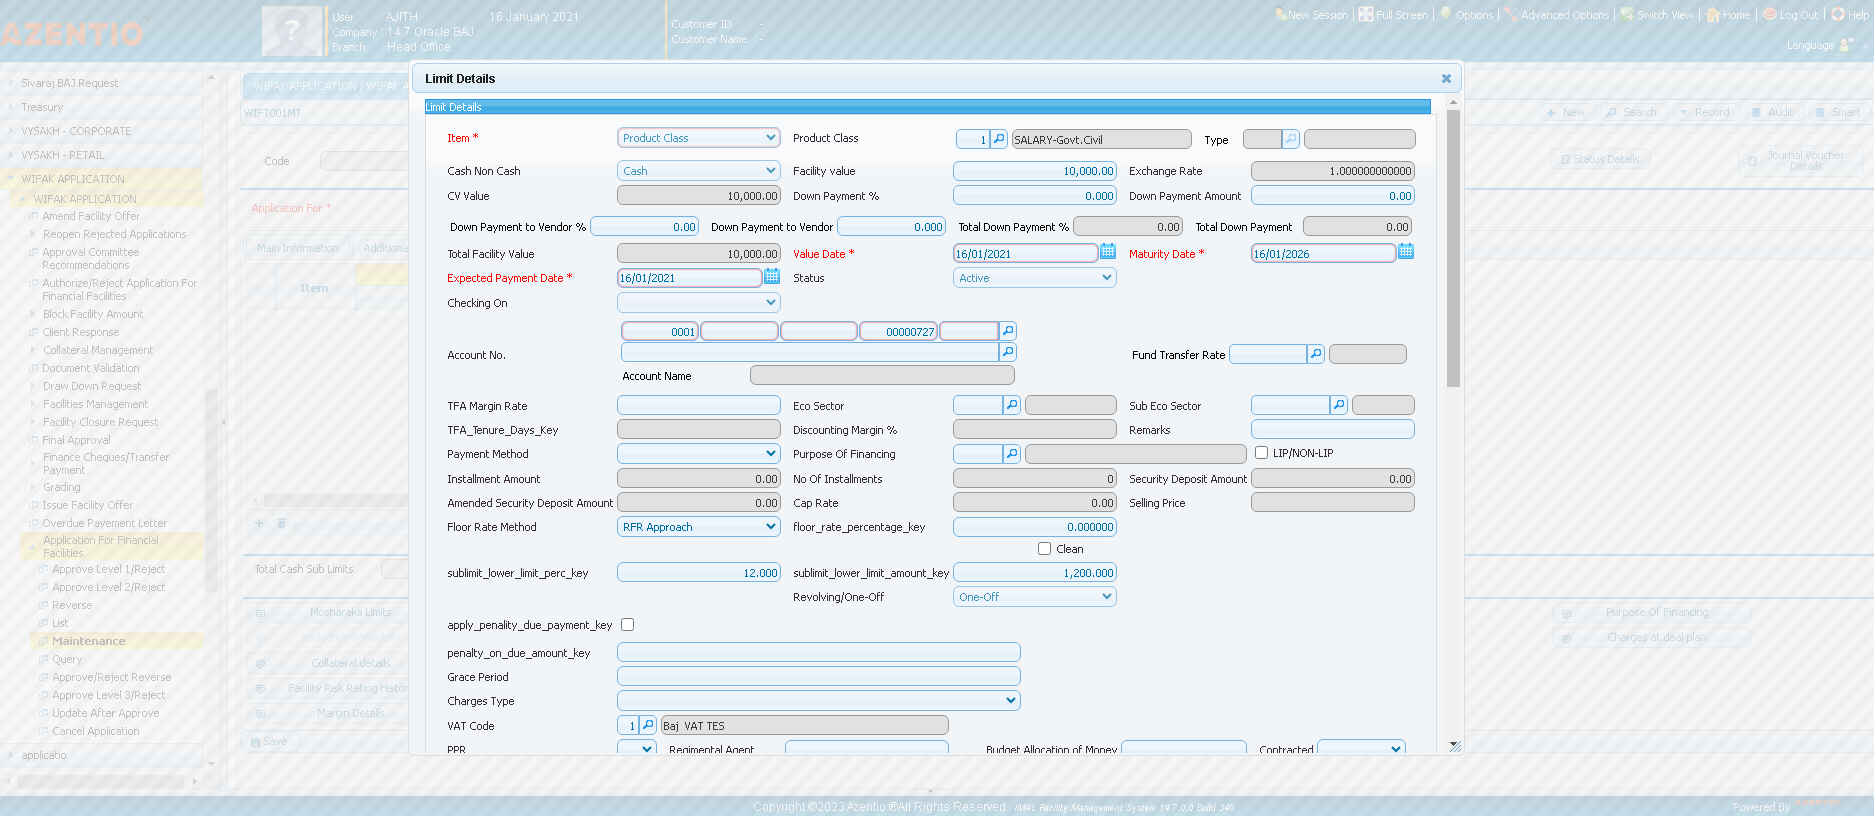 AZENTIO
User : AJITH 16 January 2021
Company : 14.7 Oracle BAJ
Branch : Head Office
Customer ID : -
Customer Name : -
New Session Full Screen Options Advanced Options Switch View Home Log Out Help
Language
Sivaraj BAJ Request
Treasury
VYSAKH - CORPORATE
VYSAKH - RETAIL
WIFAK APPLICATION
WIFAK APPLICATION
Amend Facility Offer
Reopen Rejected Applications
Approval Committee
Recommendations
Authorize/Reject Application For
Financial Facilities
Block Facility Amount
Client Response
Collateral Management
Document Validation
Draw Down Request
Facilities Management
Facility Closure Request
Final Approval
Finance Cheques/Transfer
Payment
Grading
Issue Facility Offer
Overdue Payment Letter
Application For Financial
Facilities
Approve Level 1/Reject
Approve Level 2/Reject
Reverse
List
Maintenance
Query
Approve/Reject Reverse
Approve Level 3/Reject
Update After Approve
Cancel Application
applicatio
WIFAK APPLICATION / WIFAK A
WIFT001MT
New Search Record Audit Smart
Code
Status Details
Journal Voucher
Details
Application For *
Main Information Additiona
Item
Total Cash Sub Limits
Mosharaka Limits
Collateral details
Facility Risk Rating Histor
Margin Details
Save
Purpose Of Financing
Charges at deal plan
Limit Details
Limit Details
Item * Product Class Product Class 1 SALARY-Govt.Civil Type
Cash Non Cash Cash Facility value 10,000.00 Exchange Rate 1.000000000000
CV Value 10,000.00 Down Payment % 0.000 Down Payment Amount 0.00
Down Payment to Vendor % 0.00 Down Payment to Vendor 0.000 Total Down Payment % 0.00 Total Down Payment 0.00
Total Facility Value 10,000.00 Value Date * 16/01/2021 Maturity Date * 16/01/2026
Expected Payment Date * 16/01/2021 Status Active
Checking On
0001 00000727
Account No. Fund Transfer Rate
Account Name
TFA Margin Rate Eco Sector Sub Eco Sector
TFA_Tenure_Days_Key Discounting Margin % Remarks
Payment Method Purpose Of Financing LIP/NON-LIP
Installment Amount 0.00 No Of Installments 0 Security Deposit Amount 0.00
Amended Security Deposit Amount 0.00 Cap Rate 0.00 Selling Price
Floor Rate Method RFR Approach floor_rate_percentage_key 0.000000
Clean
sublimit_lower_limit_perc_key 12.000 sublimit_lower_limit_amount_key 1,200.000
Revolving/One-Off One-Off
apply_penality_due_payment_key
penalty_on_due_amount_key
Grace Period
Charges Type
VAT Code 1 Baj VAT TES
PPR Regimental Agent Budget Allocation of Money Contracted
Copyright ©2023 Azentio ®All Rights Reserved iMAL Facility Management System 14.7.0.0 Build 340
Powered By